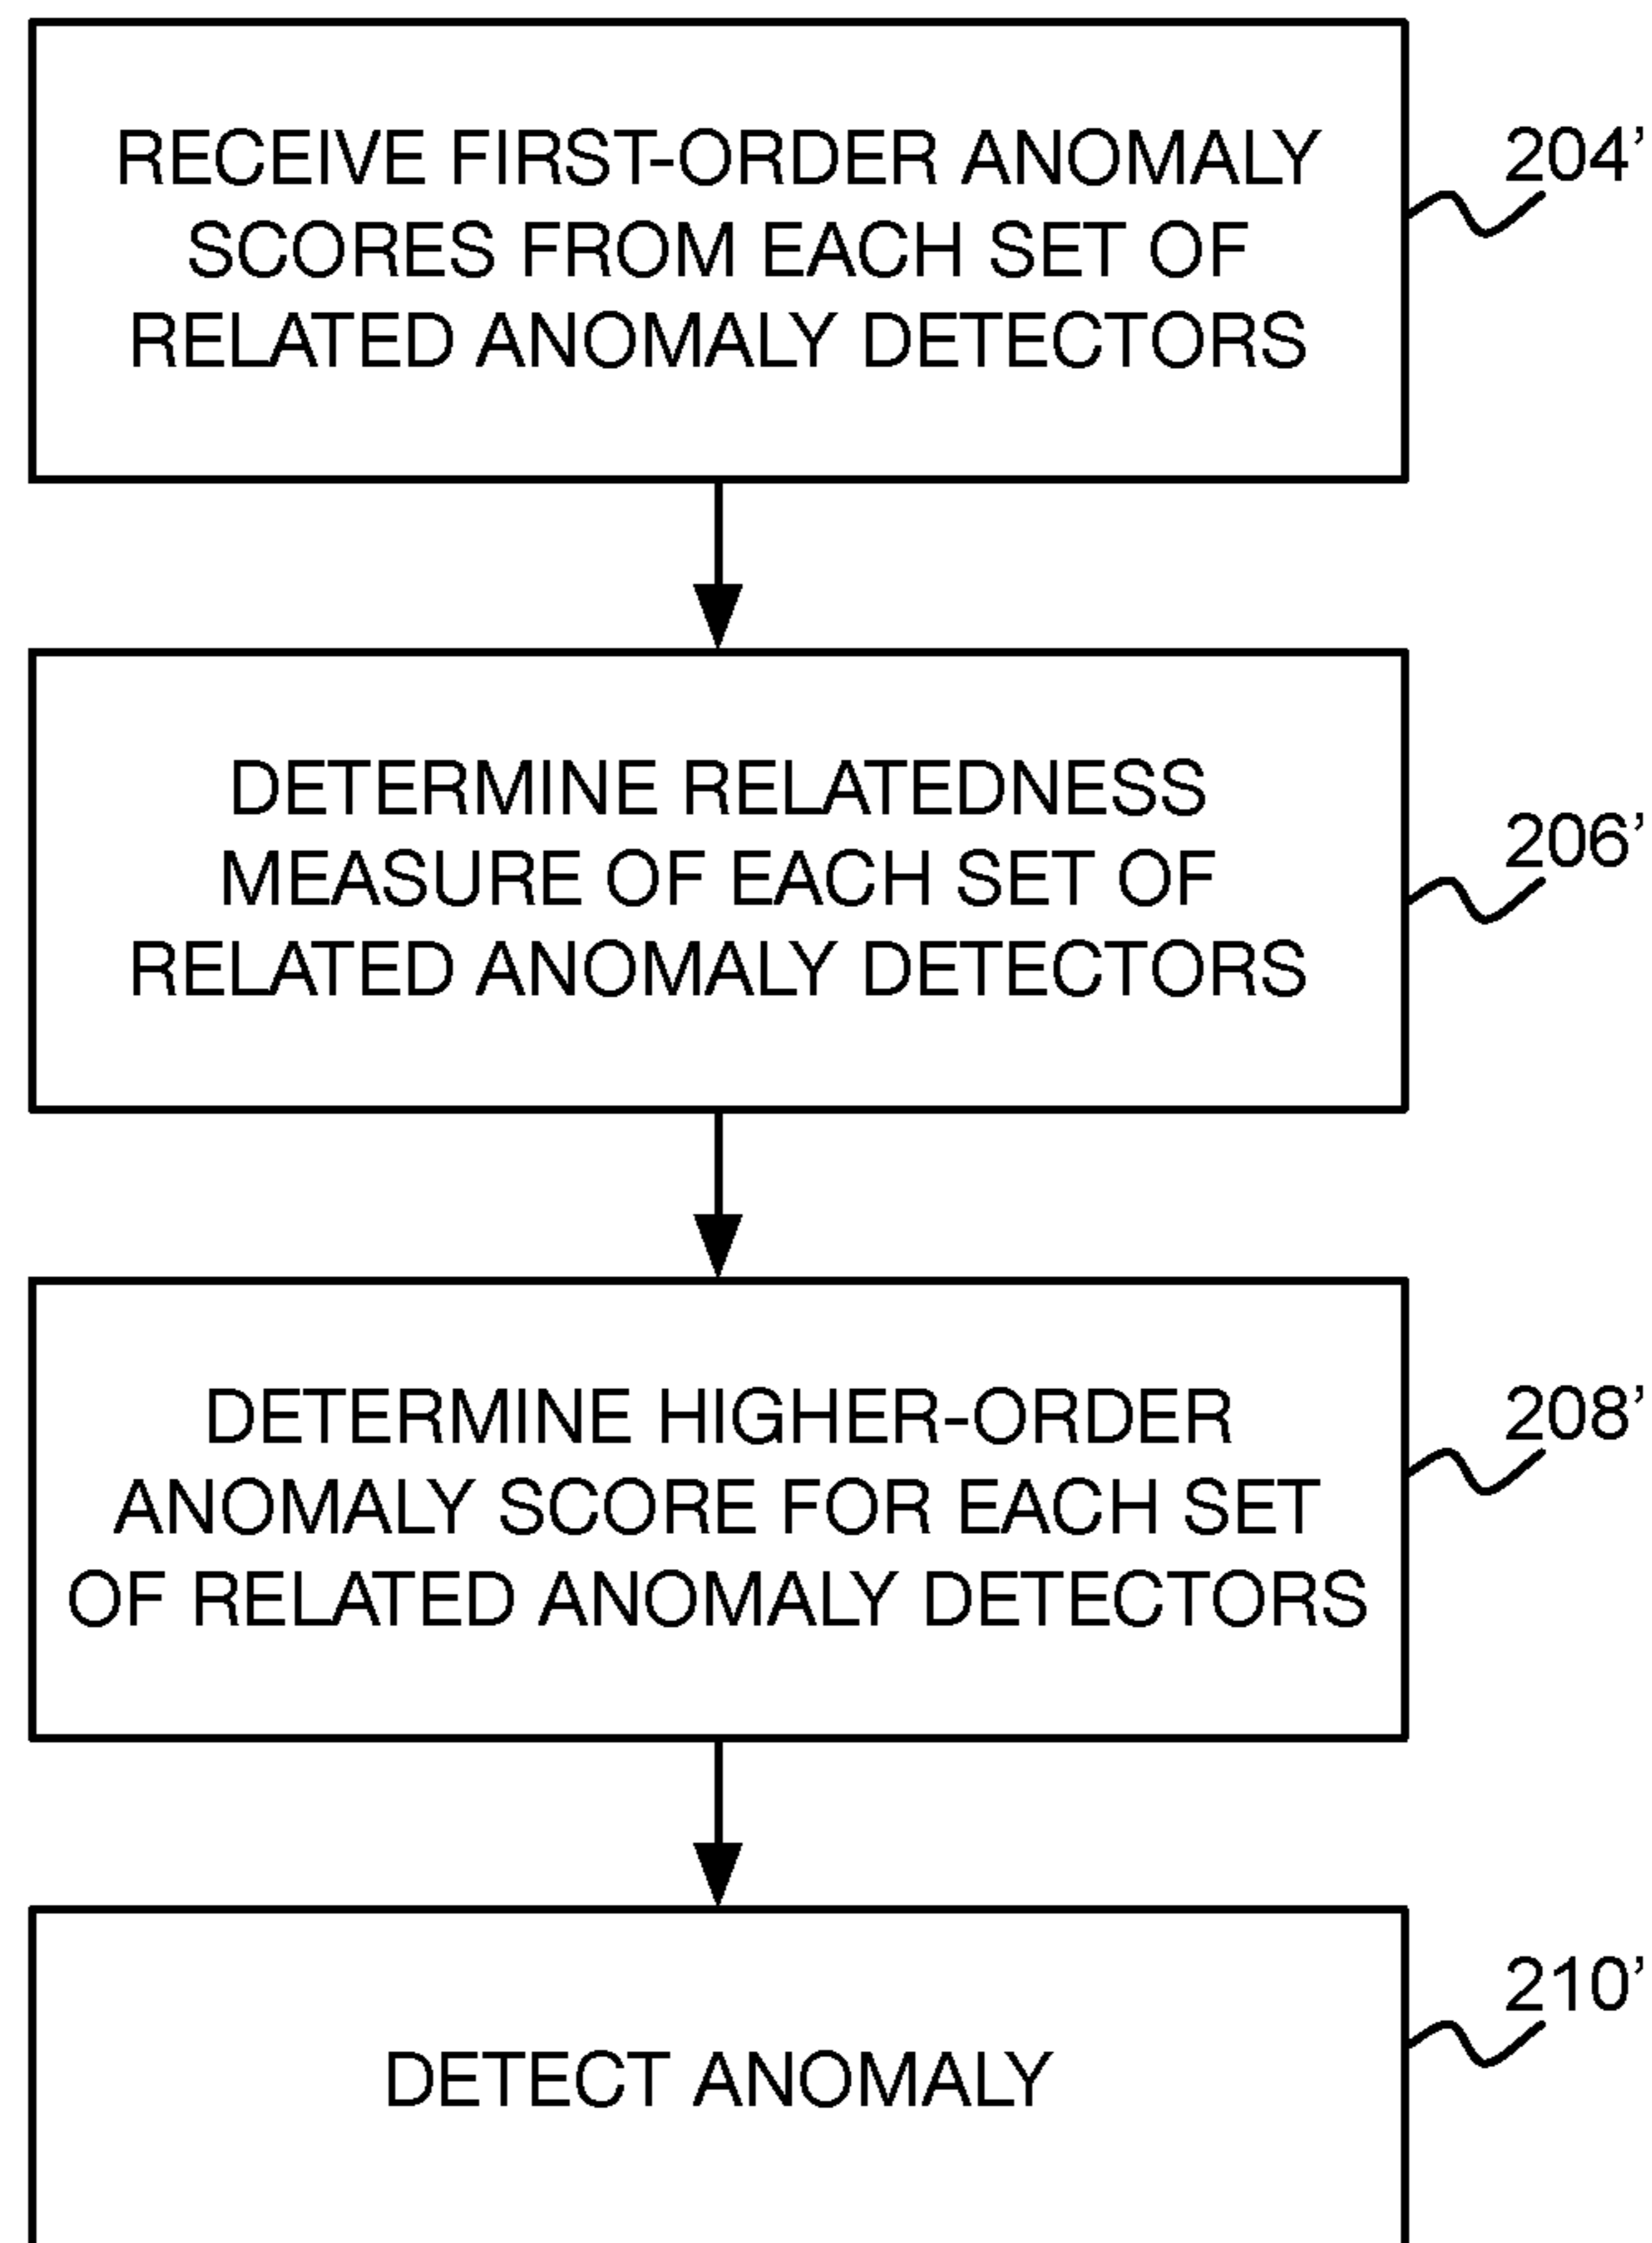 RECEIVE FIRST-ORDER ANOMALY
SCORES FROM EACH SET OF
RELATED ANOMALY DETECTORS
204'
DETERMINE RELATEDNESS
MEASURE OF EACH SET OF
RELATED ANOMALY DETECTORS
206'
DETERMINE HIGHER-ORDER
ANOMALY SCORE FOR EACH SET
OF RELATED ANOMALY DETECTORS
208'
DETECT ANOMALY
210'